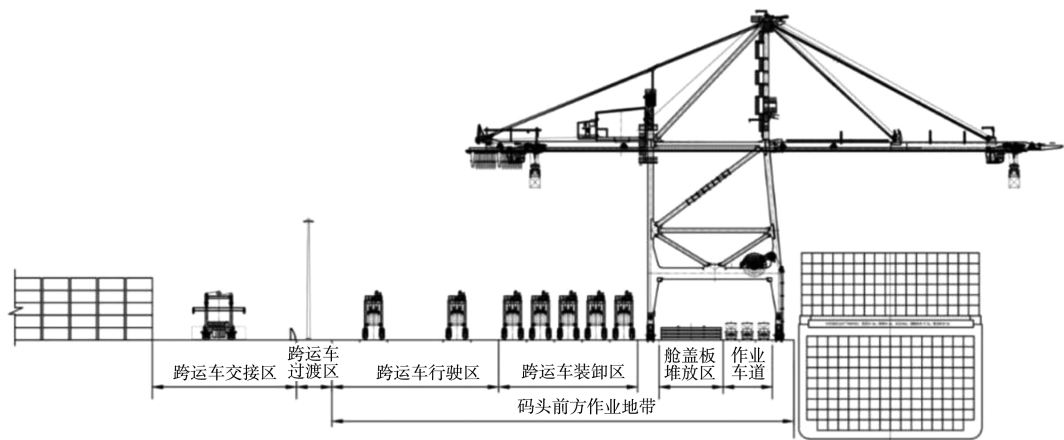 跨运车交接区
跨运车
过渡区
跨运车行驶区
跨运车装卸区
舱盖板
堆放区
作业
车道
码头前方作业地带